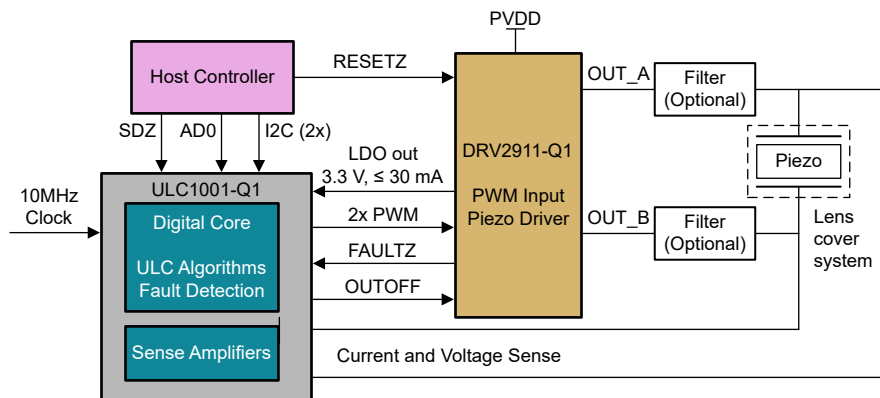 PVDD
Host Controller
RESETZ
OUT_A
Filter
(Optional)
SDZ
AD0
I2C (2x)
LDO out
3.3 V, ≤ 30 mA
DRV2911-Q1
PWM Input
Piezo Driver
Piezo
ULC1001-Q1
10MHz
Clock
Digital Core
ULC Algorithms
Fault Detection
2x PWM
FAULTZ
OUTOFF
OUT_B
Filter
(Optional)
Lens
cover
system
Sense Amplifiers
Current and Voltage Sense